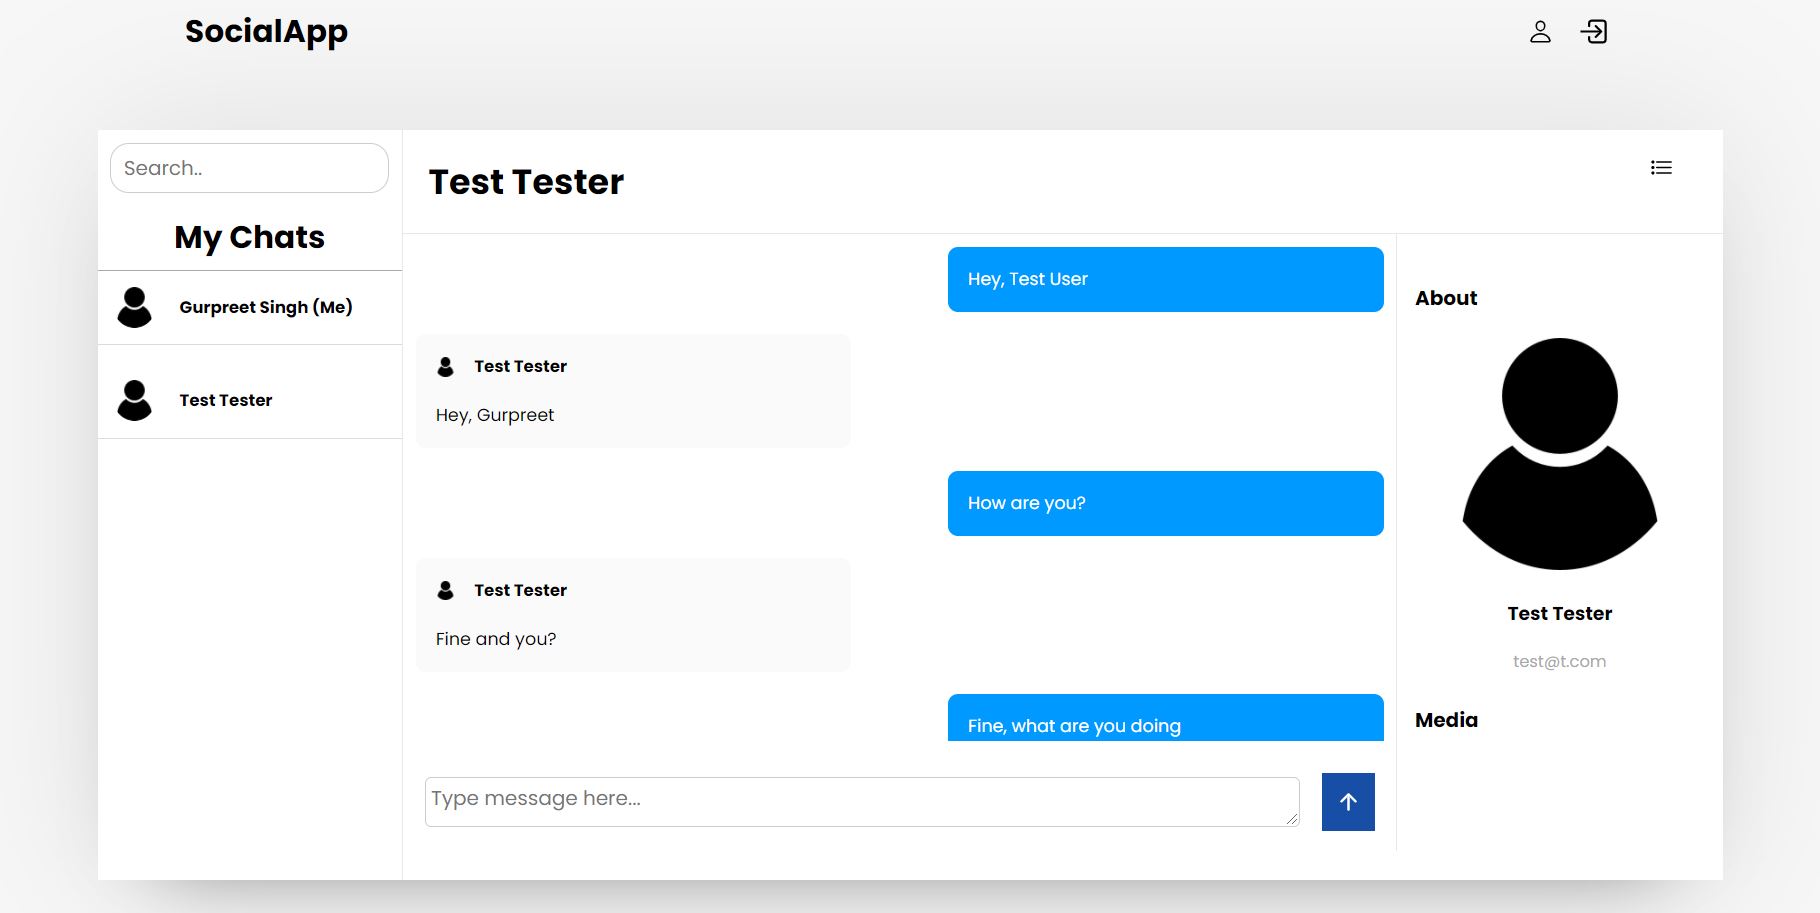 SocialApp
Search..
My Chats
Gurpreet Singh (Me)
Test Tester
Test Tester
Hey, Test User
Test Tester
Hey, Gurpreet
How are you?
Test Tester
Fine and you?
Fine, what are you doing
Type message here...
About
Test Tester
test@t.com
Media